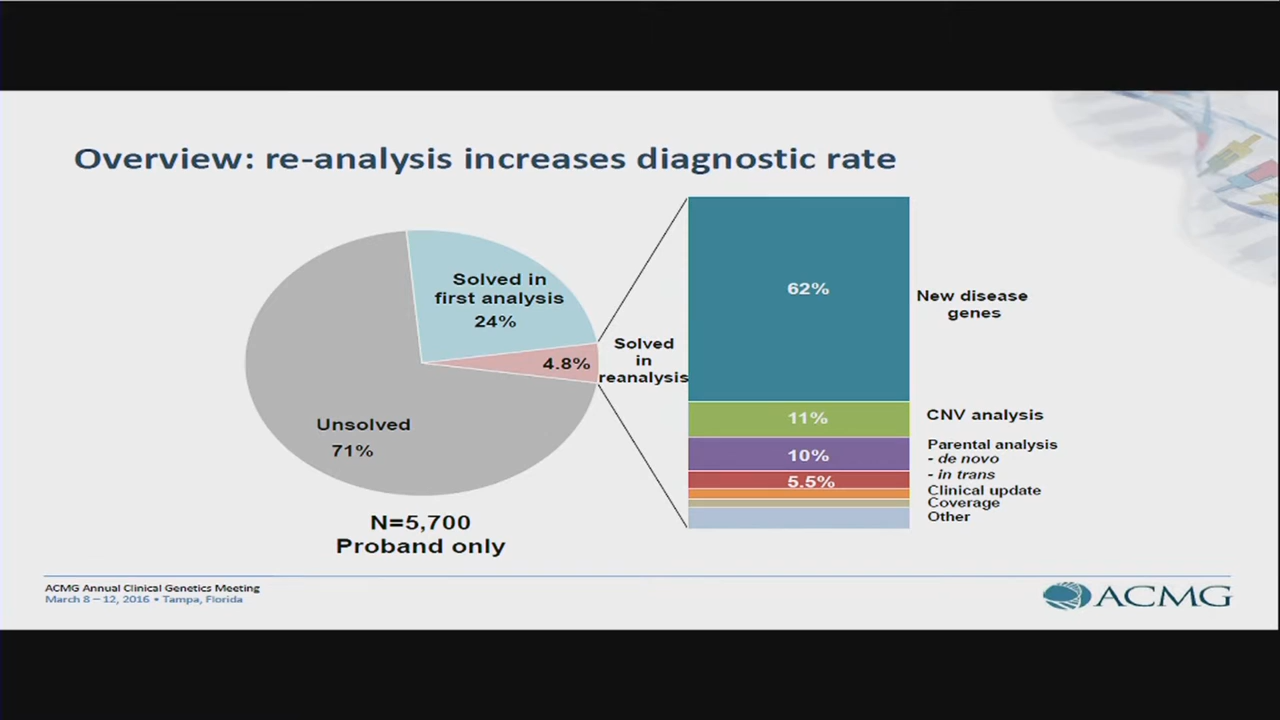 Overview: re-analysis increases diagnostic rate
Solved in
first analysis
24%
4.8%
Solved
in
reanalysis
Unsolved
71%
N=5,700
Proband only
62%
New disease
genes
11%
CNV analysis
10%
Parental analysis
- de novo
5.5%
- in trans
Clinical update
Coverage
Other
ACMG Annual Clinical Genetics Meeting
March 8 – 12, 2016 • Tampa, Florida
ACMG